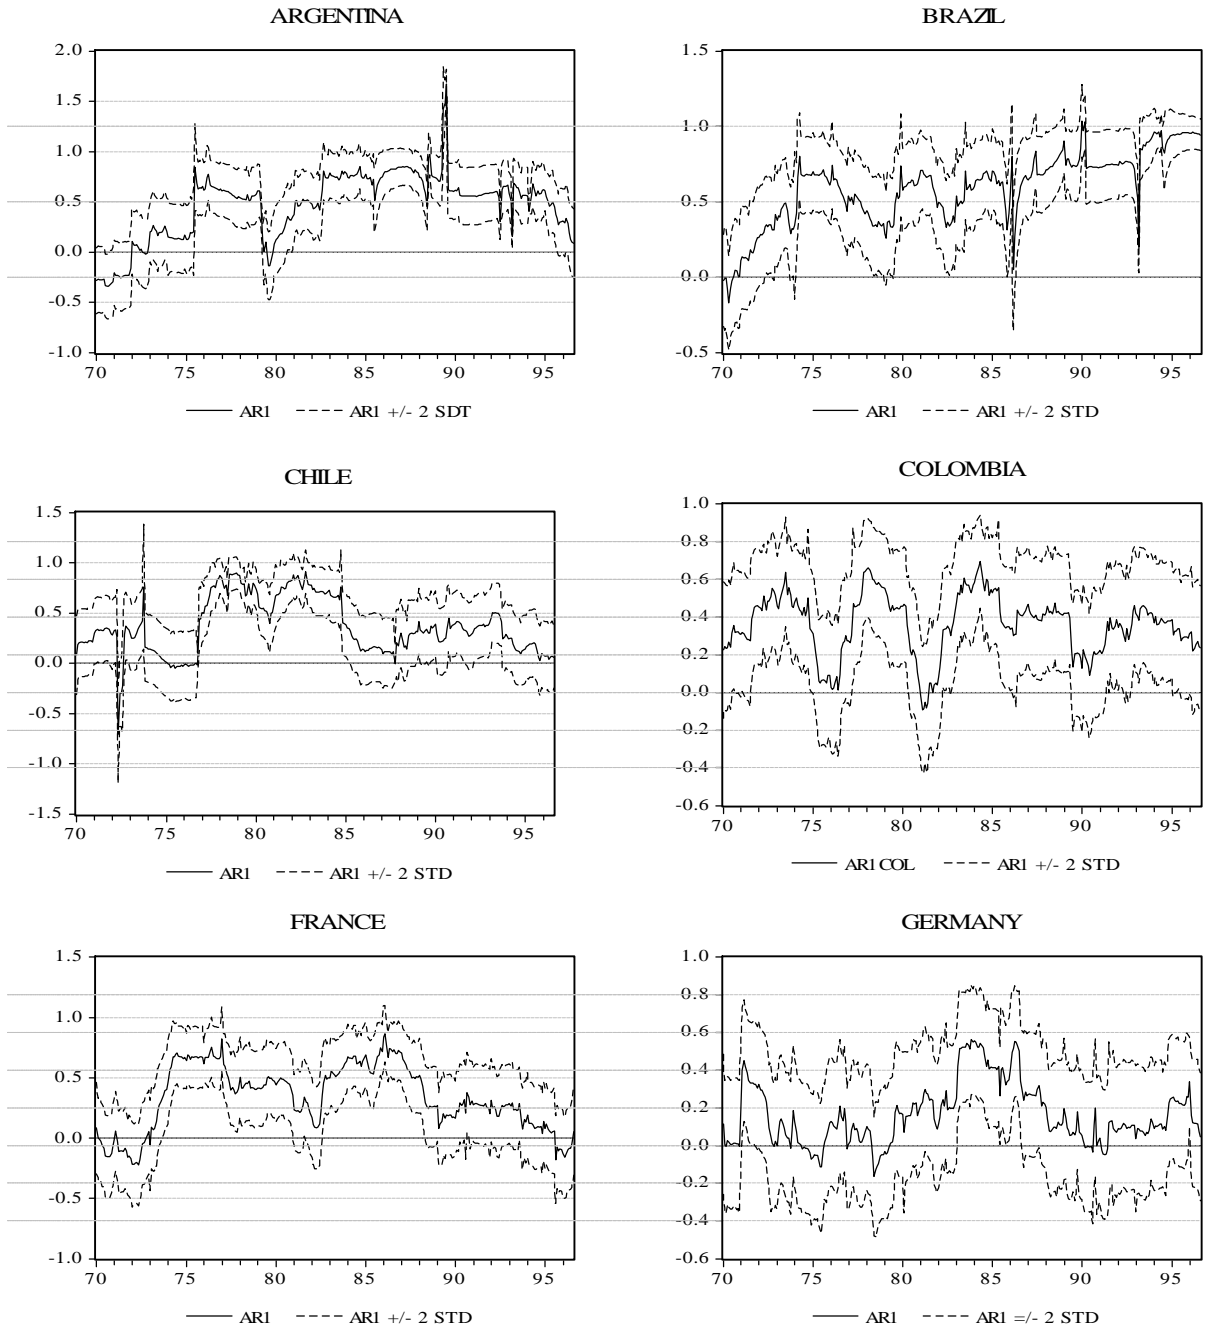 ARGENTINA
2.0
1.5
1.0
0.5
0.0
-0.5
-1.0
70 75 80 85 90 95
AR1 AR1 +/- 2 SDT
BRAZIL
1.5
1.0
0.5
0.0
-0.5
70 75 80 85 90 95
AR1 AR1 +/- 2 STD
CHILE
1.5
1.0
0.5
0.0
-0.5
-1.0
-1.5
70 75 80 85 90 95
AR1 AR1 +/- 2 STD
COLOMBIA
1.0
0.8
0.6
0.4
0.2
0.0
-0.2
-0.4
-0.6
70 75 80 85 90 95
AR1COL AR1 +/- 2 STD
FRANCE
1.5
1.0
0.5
0.0
-0.5
-1.0
70 75 80 85 90 95
AR1 AR1 +/- 2 STD
GERMANY
1.0
0.8
0.6
0.4
0.2
0.0
-0.2
-0.4
-0.6
70 75 80 85 90 95
AR1 AR1 =/- 2 STD